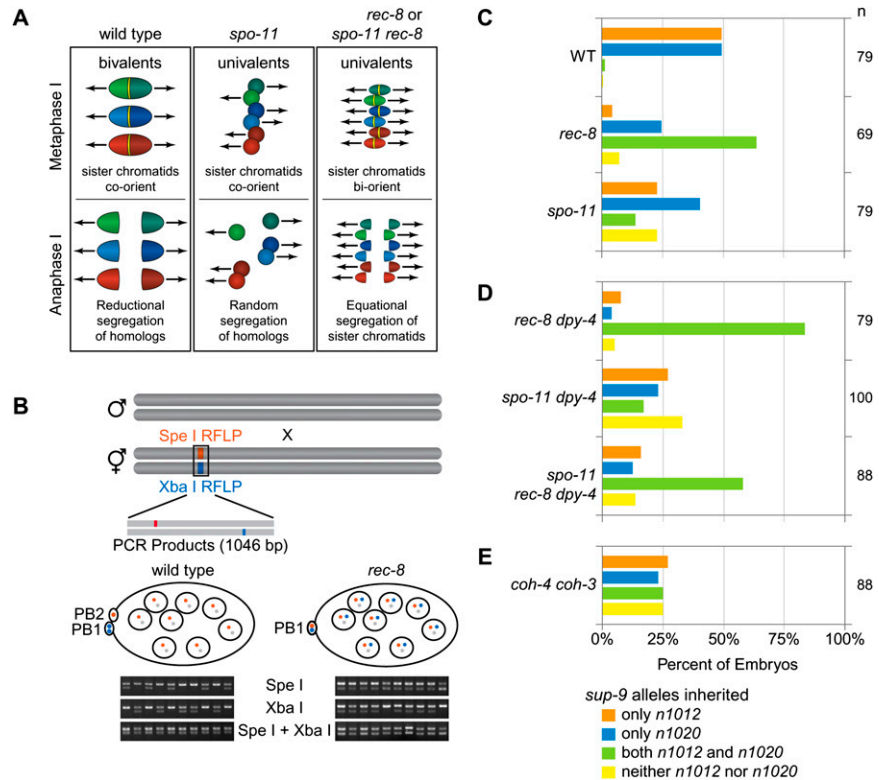 A
wild type
spo-11
rec-8 or
spo-11 rec-8
Metaphase I
bivalents
univalents
univalents
sister chromatids
co-orient
sister chromatids
co-orient
sister chromatids
bi-orient
Anaphase I
Reductional
segregation
of homologs
Random
segregation
of homologs
Equational
segregation of
sister chromatids
B
♂
Spe I RFLP
X
⚥
Xba I RFLP
PCR Products (1046 bp)
wild type
rec-8
PB2
PB1
PB1
Spe I
Xba I
Spe I + Xba I
C
n
WT
79
rec-8
69
spo-11
79
D
rec-8 dpy-4
79
spo-11 dpy-4
100
spo-11
rec-8 dpy-4
88
E
coh-4 coh-3
88
0% 25% 50% 75% 100%
Percent of Embryos
sup-9 alleles inherited
only n1012
only n1020
both n1012 and n1020
neither n1012 nor n1020